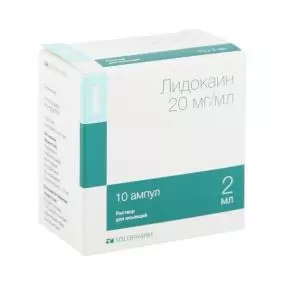 Лидокаин
20 мг/мл
10 ампул
2
мл
Раствор
для инъекций
SOLOPHARM